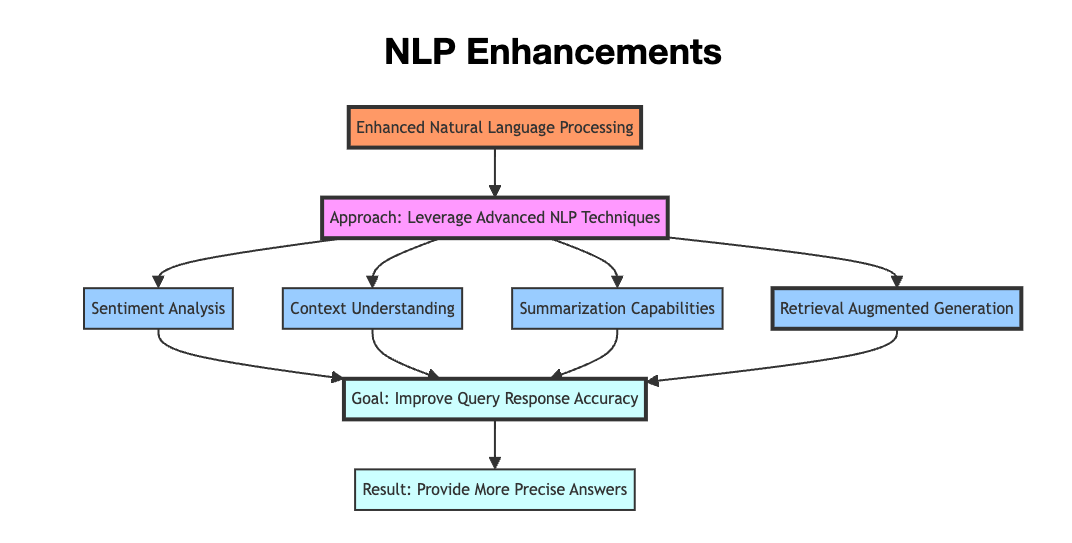 NLP Enhancements
Enhanced Natural Language Processing
Approach: Leverage Advanced NLP Techniques
Sentiment Analysis
Context Understanding
Summarization Capabilities
Retrieval Augmented Generation
Goal: Improve Query Response Accuracy
Result: Provide More Precise Answers